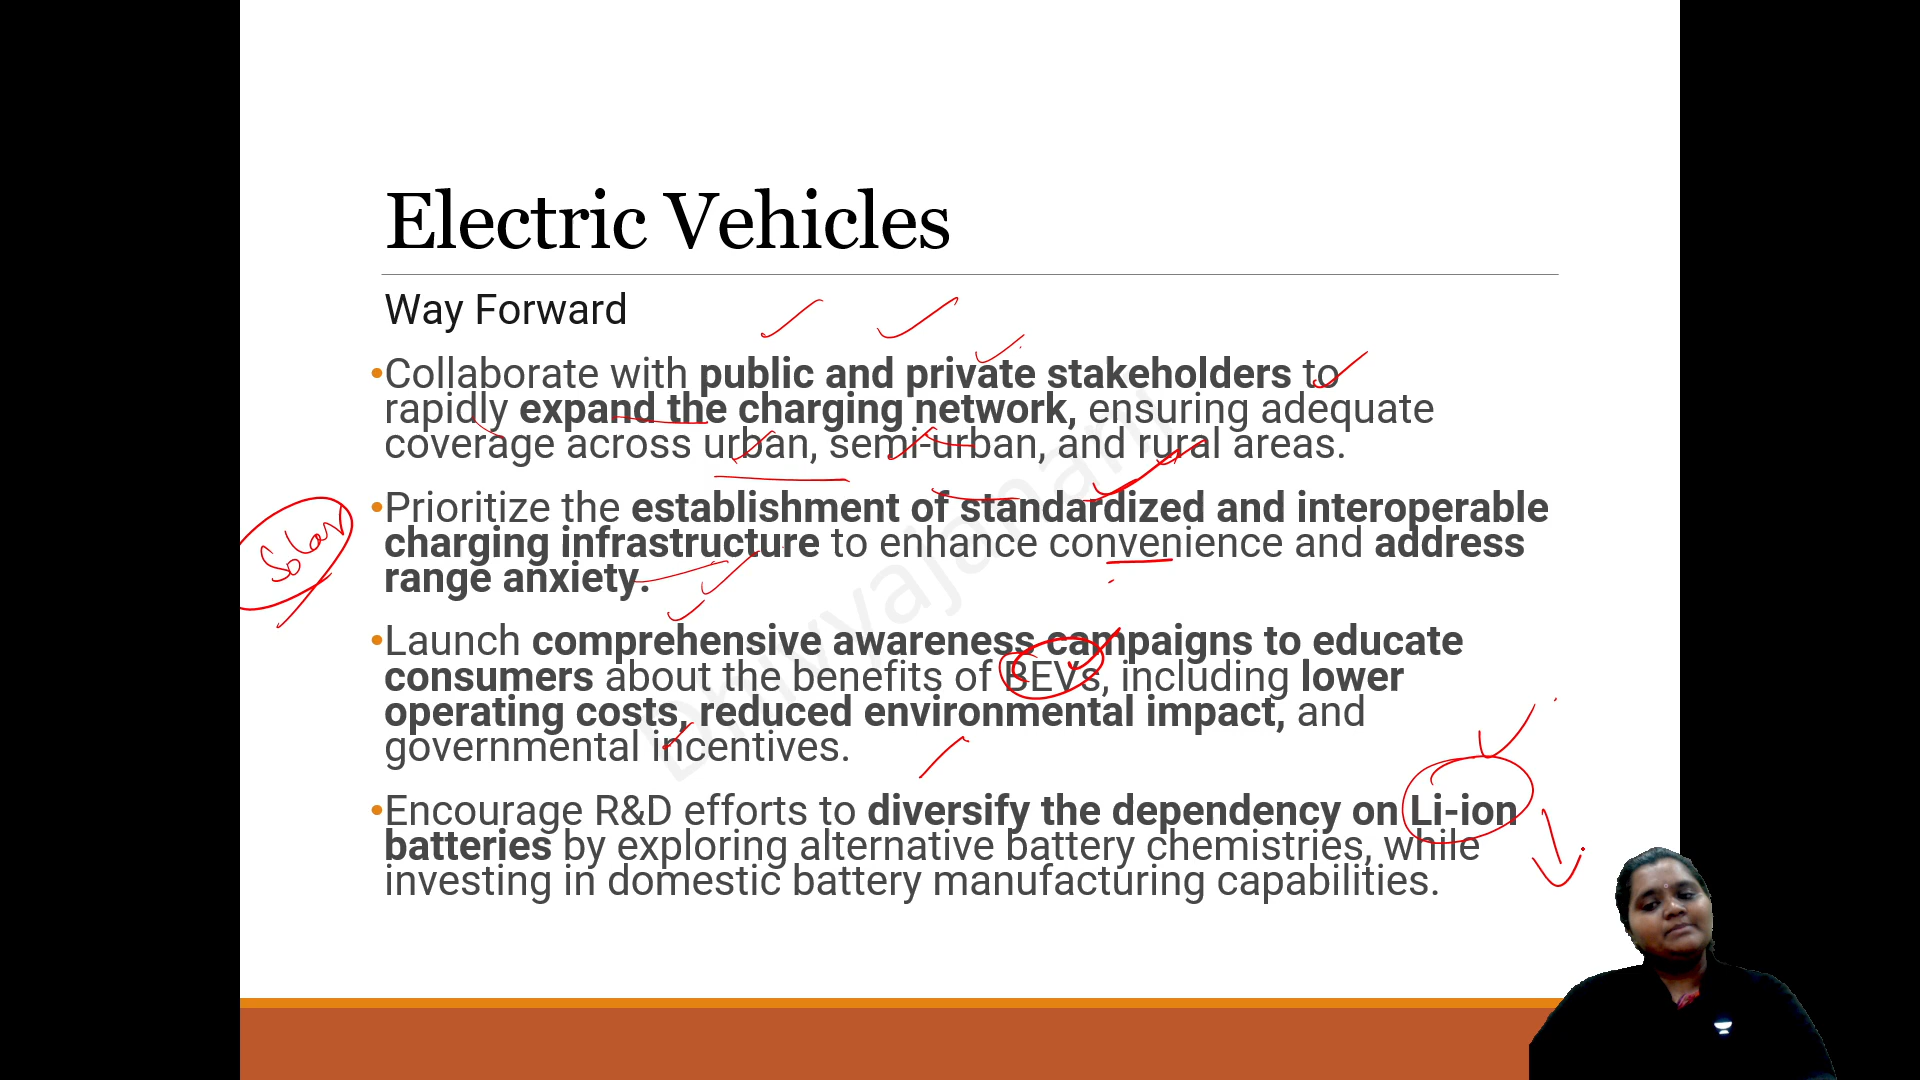 Electric Vehicles
Way Forward
•Collaborate with public and private stakeholders to
rapidly expand the charging network, ensuring adequate
coverage across urban, semi-urban, and rural areas.
Solar
•Prioritize the establishment of standardized and interoperable
charging infrastructure to enhance convenience and address
range anxiety.
•Launch comprehensive awareness campaigns to educate
consumers about the benefits of BEVs, including lower
operating costs, reduced environmental impact, and
governmental incentives.
•Encourage R&D efforts to diversify the dependency on Li-ion
batteries by exploring alternative battery chemistries, while
investing in domestic battery manufacturing capabilities.